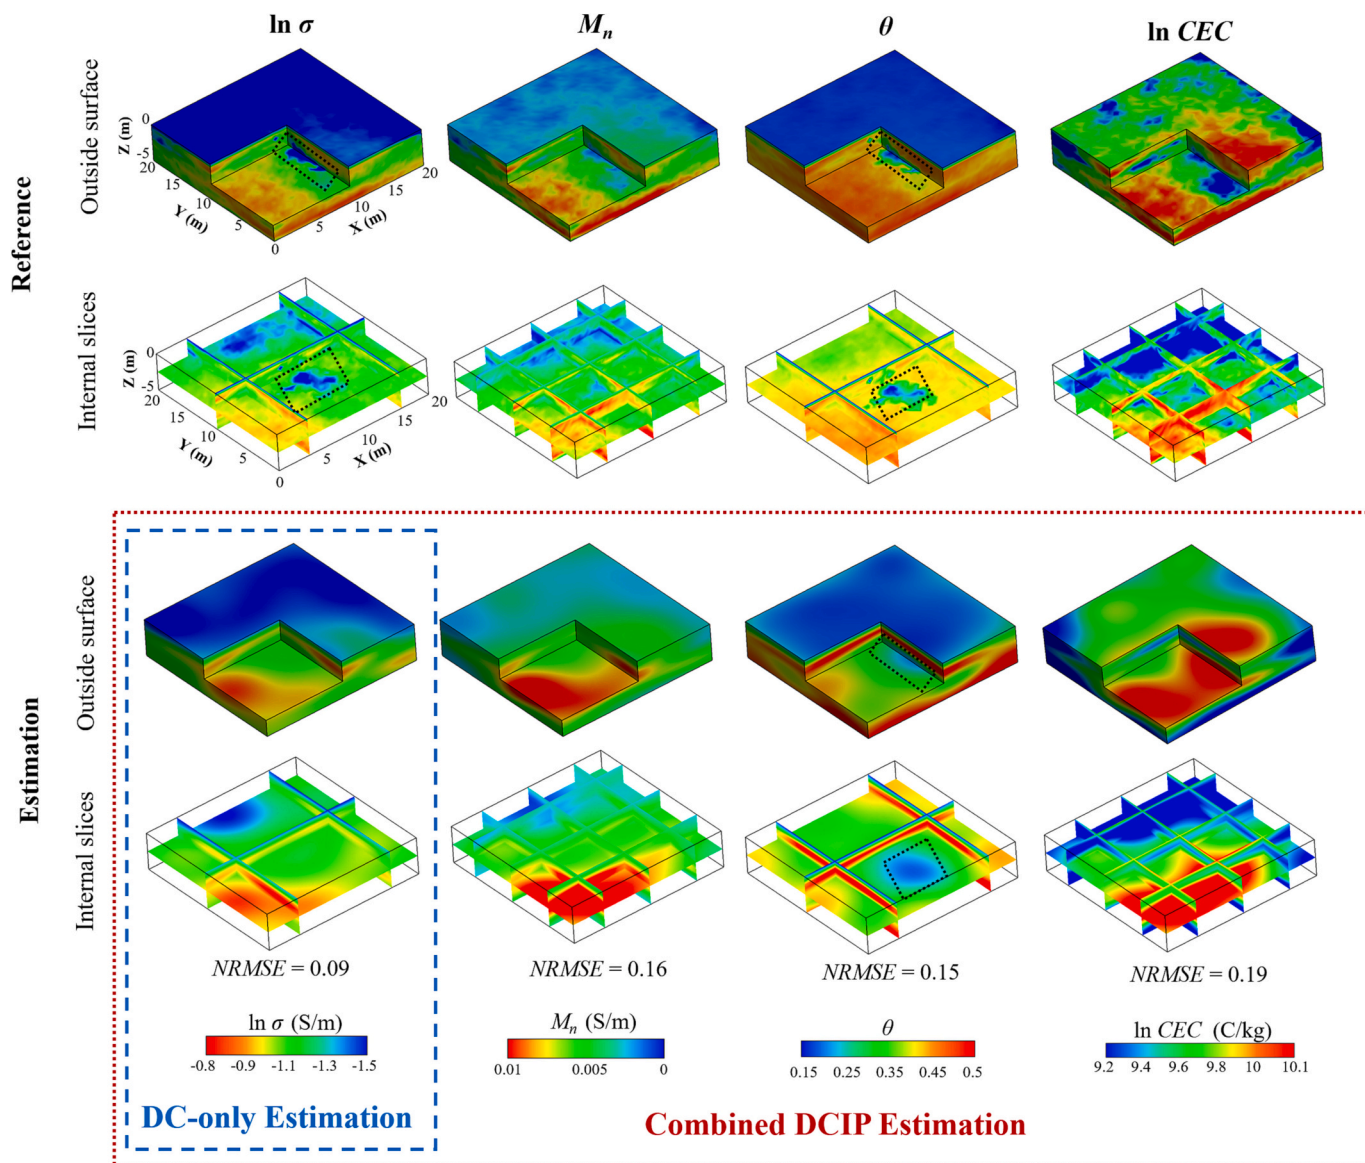 ln σ
Mn
θ
ln CEC
Reference
Outside surface
Z (m)
0
-5
20
15
10
5
0
Y (m)
5
10
15
20
X (m)
Internal slices
Z (m)
0
-5
20
15
10
5
0
Y (m)
5
10
15
20
X (m)
Estimation
Outside surface
Internal slices
NRMSE = 0.09
NRMSE = 0.16
NRMSE = 0.15
NRMSE = 0.19
ln σ (S/m)
-0.8 -0.9 -1.1 -1.3 -1.5
Mn (S/m)
0.01 0.005 0
θ
0.15 0.25 0.35 0.45 0.5
ln CEC (C/kg)
9.2 9.4 9.6 9.8 10 10.1
DC-only Estimation
Combined DCIP Estimation